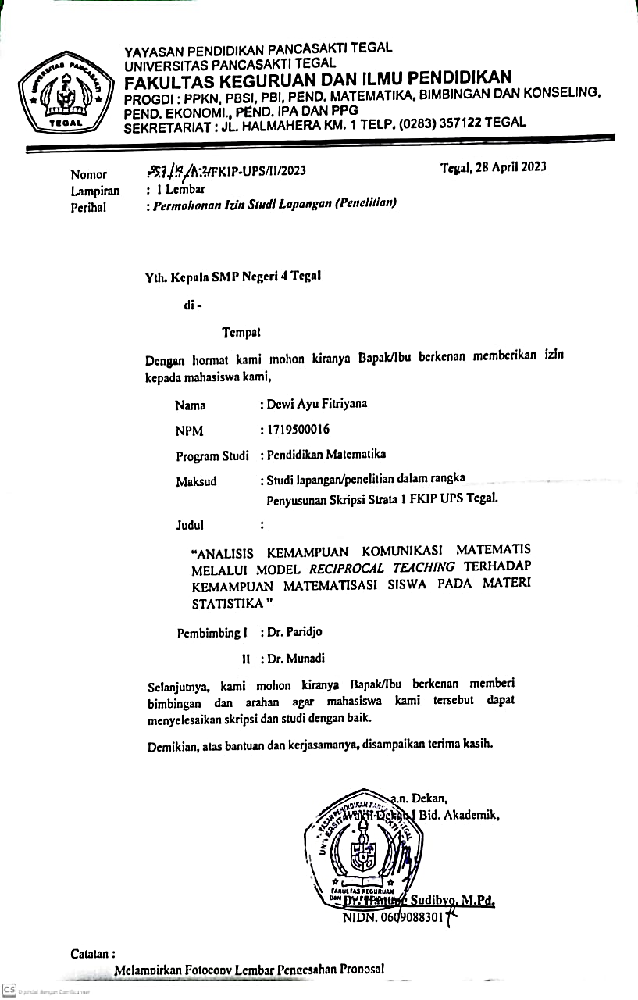 YAYASAN PENDIDIKAN PANCASAKTI TEGAL
UNIVERSITAS PANCASAKTI TEGAL
FAKULTAS KEGURUAN DAN ILMU PENDIDIKAN
PROGDI : PPKN, PBSI, PBI, PEND. MATEMATIKA, BIMBINGAN DAN KONSELING,
PEND. EKONOMI., PEND. IPA DAN PPG
SEKRETARIAT : JL. HALMAHERA KM. 1 TELP. (0283) 357122 TEGAL
UNIVERSITAS PANCASAKTI
TEGAL
Nomor /FKIP-UPS/II/2023
Tegal, 28 April 2023
Lampiran : 1 Lembar
Perihal : Permohonan Izin Studi Lapangan (Penelitian)
Yth. Kepala SMP Negeri 4 Tegal
di -
Tempat
Dengan hormat kami mohon kiranya Bapak/Ibu berkenan memberikan izin
kepada mahasiswa kami,
Nama : Dewi Ayu Fitriyana
NPM : 1719500016
Program Studi : Pendidikan Matematika
Maksud : Studi lapangan/penelitian dalam rangka
Penyusunan Skripsi Strata 1 FKIP UPS Tegal.
Judul :
"ANALISIS KEMAMPUAN KOMUNIKASI MATEMATIS
MELALUI MODEL RECIPROCAL TEACHING TERHADAP
KEMAMPUAN MATEMATISASI SISWA PADA MATERI
STATISTIKA "
Pembimbing I : Dr. Paridjo
II : Dr. Munadi
Selanjutnya, kami mohon kiranya Bapak/Ibu berkenan memberi
bimbingan dan arahan agar mahasiswa kami tersebut dapat
menyelesaikan skripsi dan studi dengan baik.
Demikian, atas bantuan dan kerjasamanya, disampaikan terima kasih.
a.n. Dekan,
Wakil Dekan I Bid. Akademik,
YAYASAN PENDIDIKAN PANCASAKTI TEGAL
FAKULTAS KEGURUAN
Dr. Sudibyo, M.Pd.
NIDN. 0609088301
Catatan :
Melampirkan Fotocopy Lembar Pengesahan Proposal
CS Dipindai dengan CamScanner